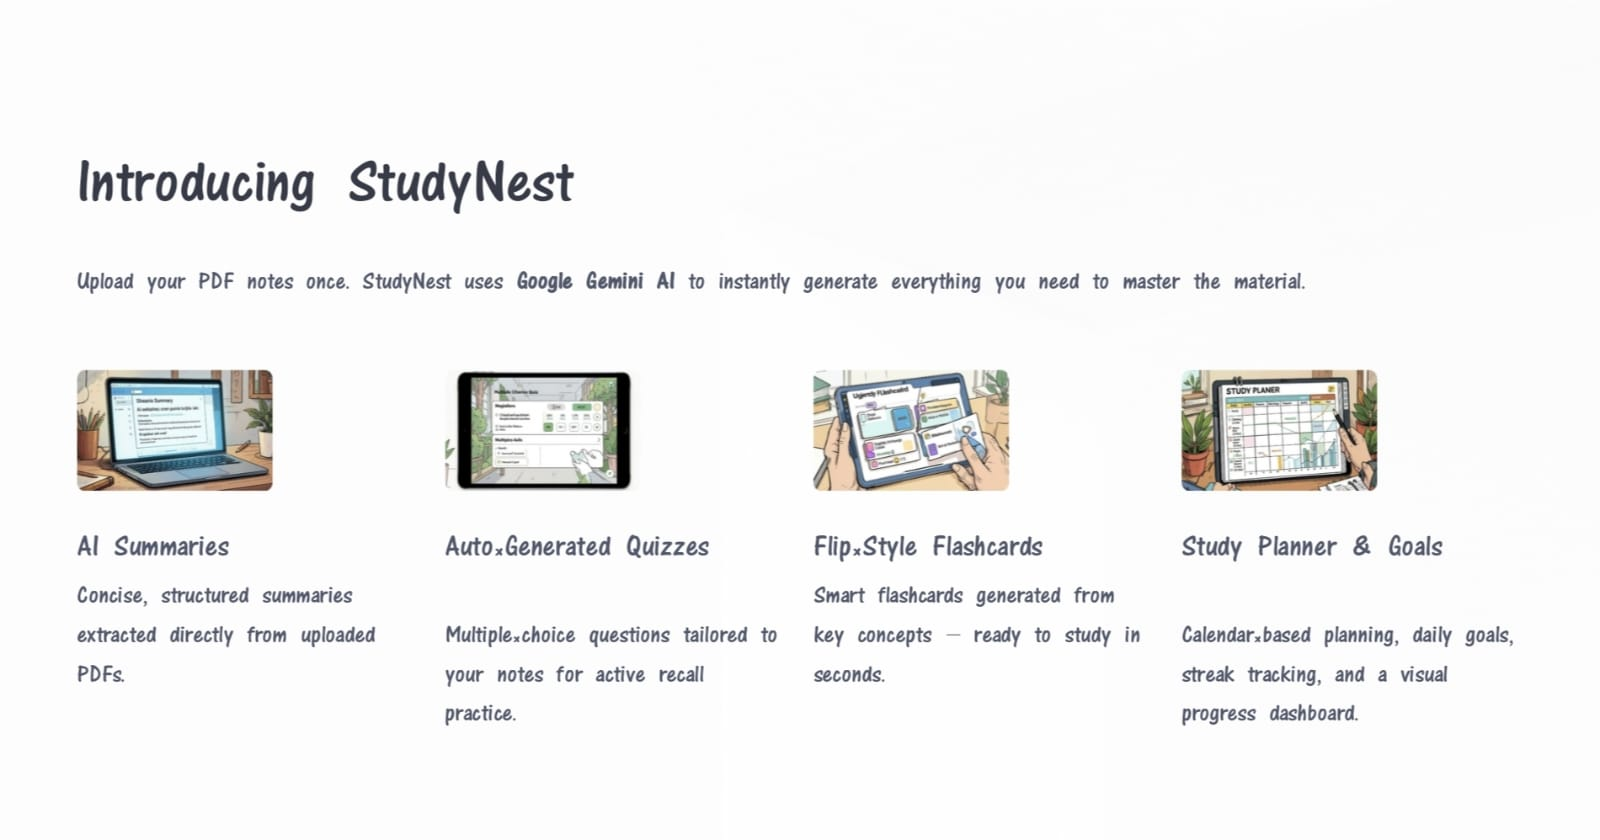 Introducing StudyNest
Upload your PDF notes once. StudyNest uses Google Gemini AI to instantly generate everything you need to master the material.
STUDY PLANER
AI Summaries
Concise, structured summaries
extracted directly from uploaded
PDFs.
Auto×Generated Quizzes
Multiple×choice questions tailored to
your notes for active recall
practice.
Flip×Style Flashcards
Smart flashcards generated from
key concepts — ready to study in
seconds.
Study Planner & Goals
Calendar×based planning, daily goals,
streak tracking, and a visual
progress dashboard.